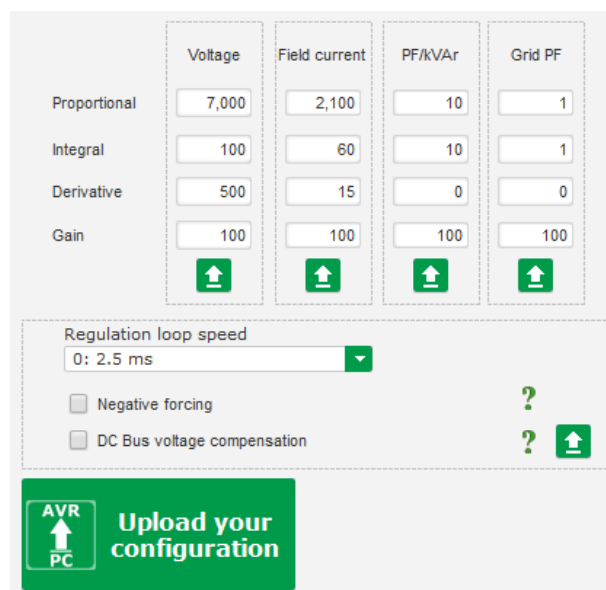 Voltage Field current PF/kVAr Grid PF
Proportional 7,000 2,100 10 1
Integral 100 60 10 1
Derivative 500 15 0 0
Gain 100 100 100 100
Regulation loop speed
0: 2.5 ms
Negative forcing ?
DC Bus voltage compensation ?
AVR
PC
Upload your
configuration